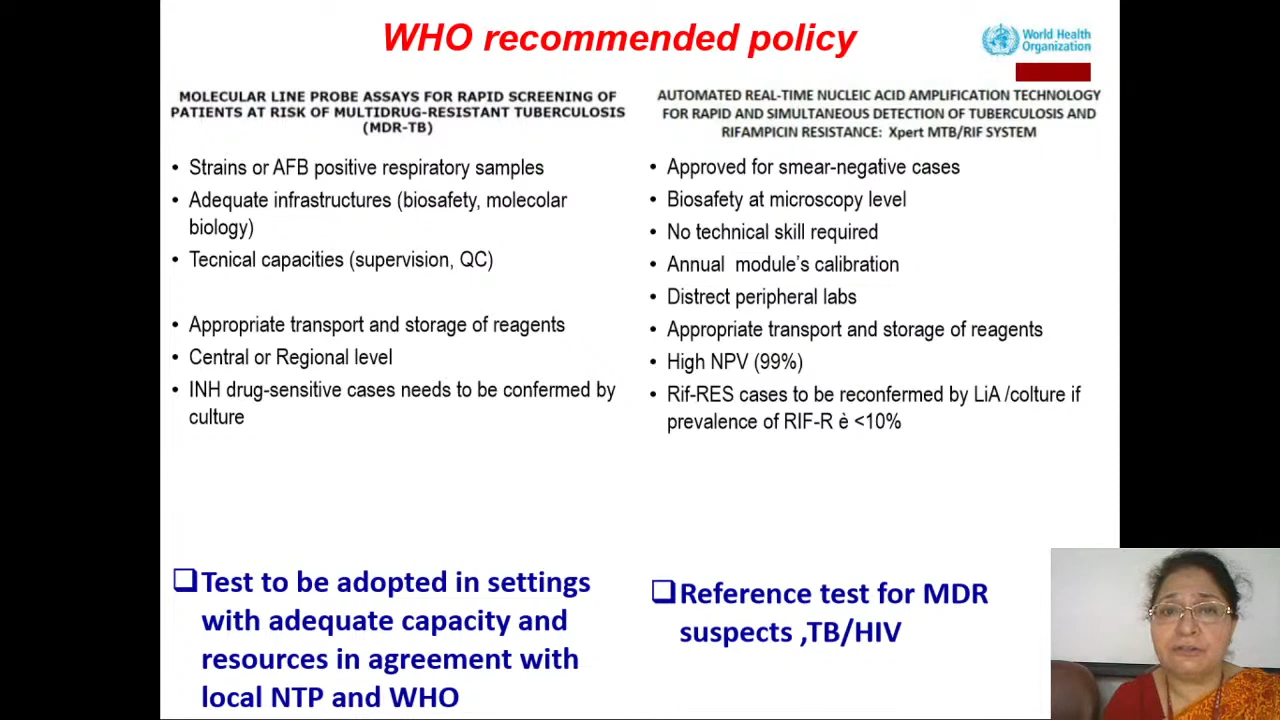 WHO recommended policy
World Health
Organization
MOLECULAR LINE PROBE ASSAYS FOR RAPID SCREENING OF
PATIENTS AT RISK OF MULTIDRUG-RESISTANT TUBERCULOSIS
(MDR-TB)
• Strains or AFB positive respiratory samples
• Adequate infrastructures (biosafety, molecolar
biology)
• Tecnical capacities (supervision, QC)
• Appropriate transport and storage of reagents
• Central or Regional level
• INH drug-sensitive cases needs to be confermed by
culture
❑Test to be adopted in settings
with adequate capacity and
resources in agreement with
local NTP and WHO
AUTOMATED REAL-TIME NUCLEIC ACID AMPLIFICATION TECHNOLOGY
FOR RAPID AND SIMULTANEOUS DETECTION OF TUBERCULOSIS AND
RIFAMPICIN RESISTANCE: Xpert MTB/RIF SYSTEM
• Approved for smear-negative cases
• Biosafety at microscopy level
• No technical skill required
• Annual module's calibration
• Distrect peripheral labs
• Appropriate transport and storage of reagents
• High NPV (99%)
• Rif-RES cases to be reconfermed by LiA /colture if
prevalence of RIF-R è <10%
❑Reference test for MDR
suspects ,TB/HIV